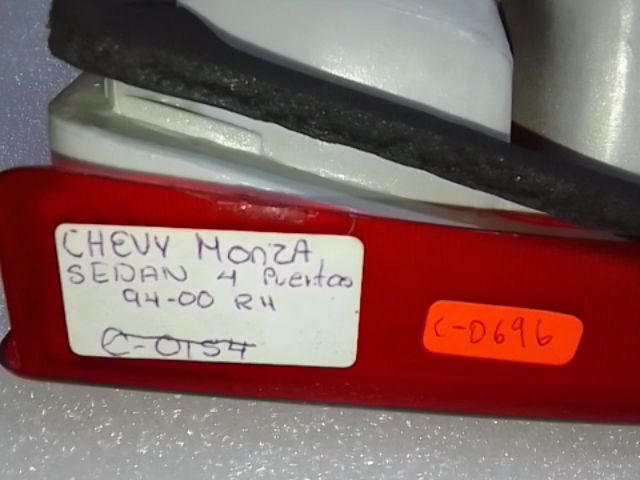 CHEVY MonZA
SEDAN 4 Puertas
94-00 RH
C-0154
C-0696